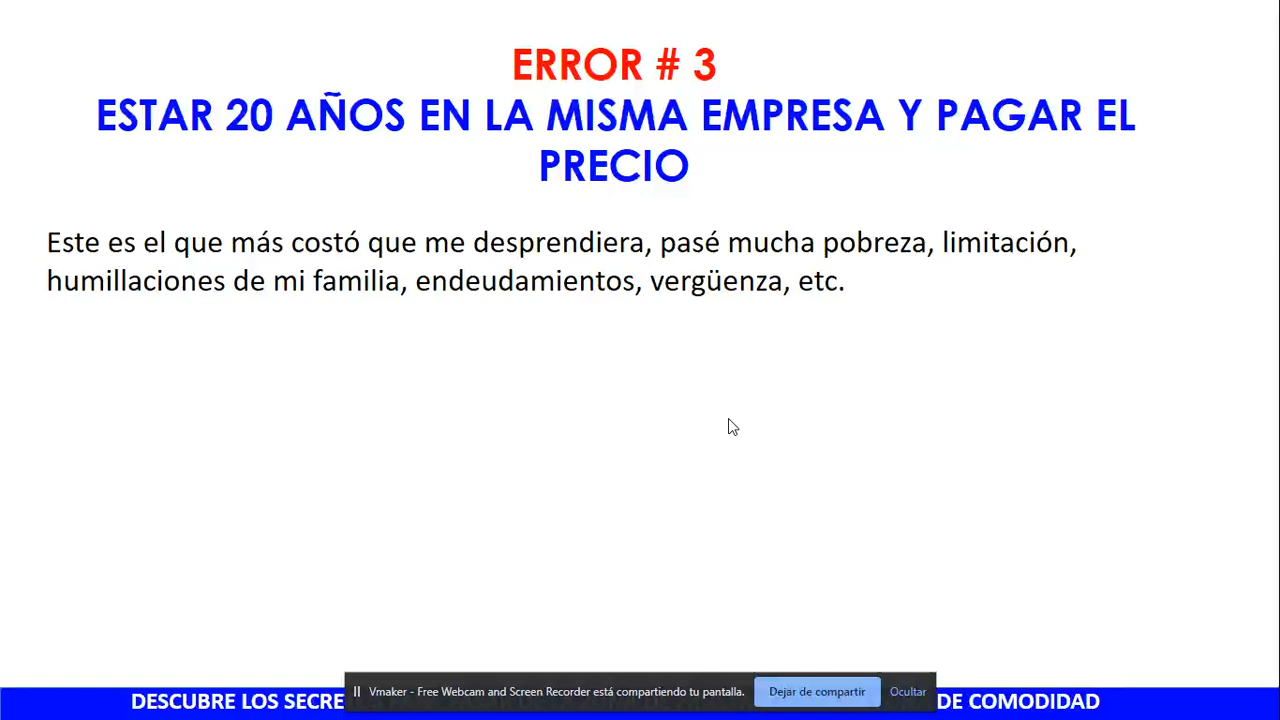 ERROR # 3
ESTAR 20 AÑOS EN LA MISMA EMPRESA Y PAGAR EL
PRECIO
Este es el que más costó que me desprendiera, pasé mucha pobreza, limitación,
humillaciones de mi familia, endeudamientos, vergüenza, etc.
Vmaker - Free Webcam and Screen Recorder está compartiendo tu pantalla. Dejar de compartir Ocultar
DESCUBRE LOS SECRE DE COMODIDAD